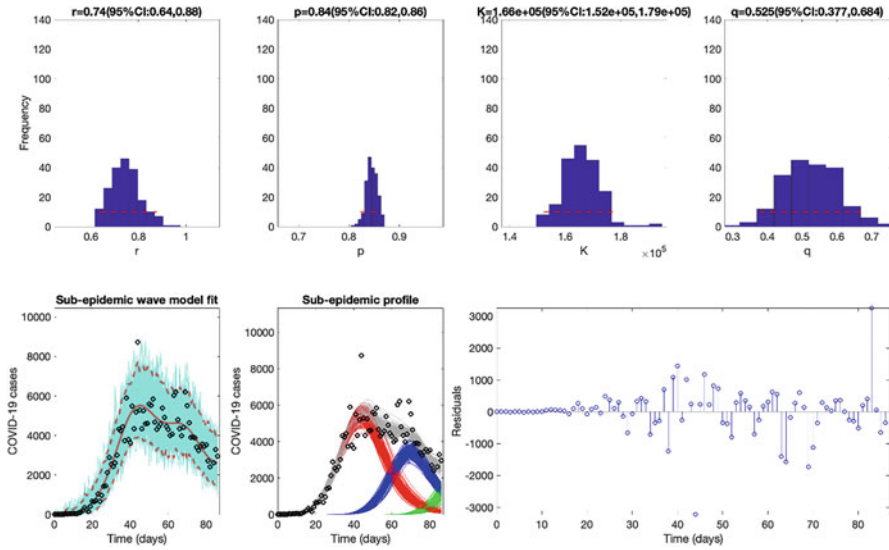 r=0.74(95%CI:0.64,0.88)
p=0.84(95%CI:0.82,0.86)
K=1.66e+05(95%CI:1.52e+05,1.79e+05)
q=0.525(95%CI:0.377,0.684)
Frequency
140
120
100
80
60
40
20
0
0.6 0.8 1
r
140
120
100
80
60
40
20
0
0.7 0.8 0.9
p
140
120
100
80
60
40
20
0
1.4 1.6 1.8
×10⁵
K
140
120
100
80
60
40
20
0
0.3 0.4 0.5 0.6 0.7
q
Sub-epidemic wave model fit
COVID-19 cases
10000
8000
6000
4000
2000
0
0 20 40 60 80
Time (days)
Sub-epidemic profile
COVID-19 cases
10000
8000
6000
4000
2000
0
0 20 40 60 80
Time (days)
Residuals
3000
2000
1000
0
-1000
-2000
-3000
0 10 20 30 40 50 60 70 80
Time (days)